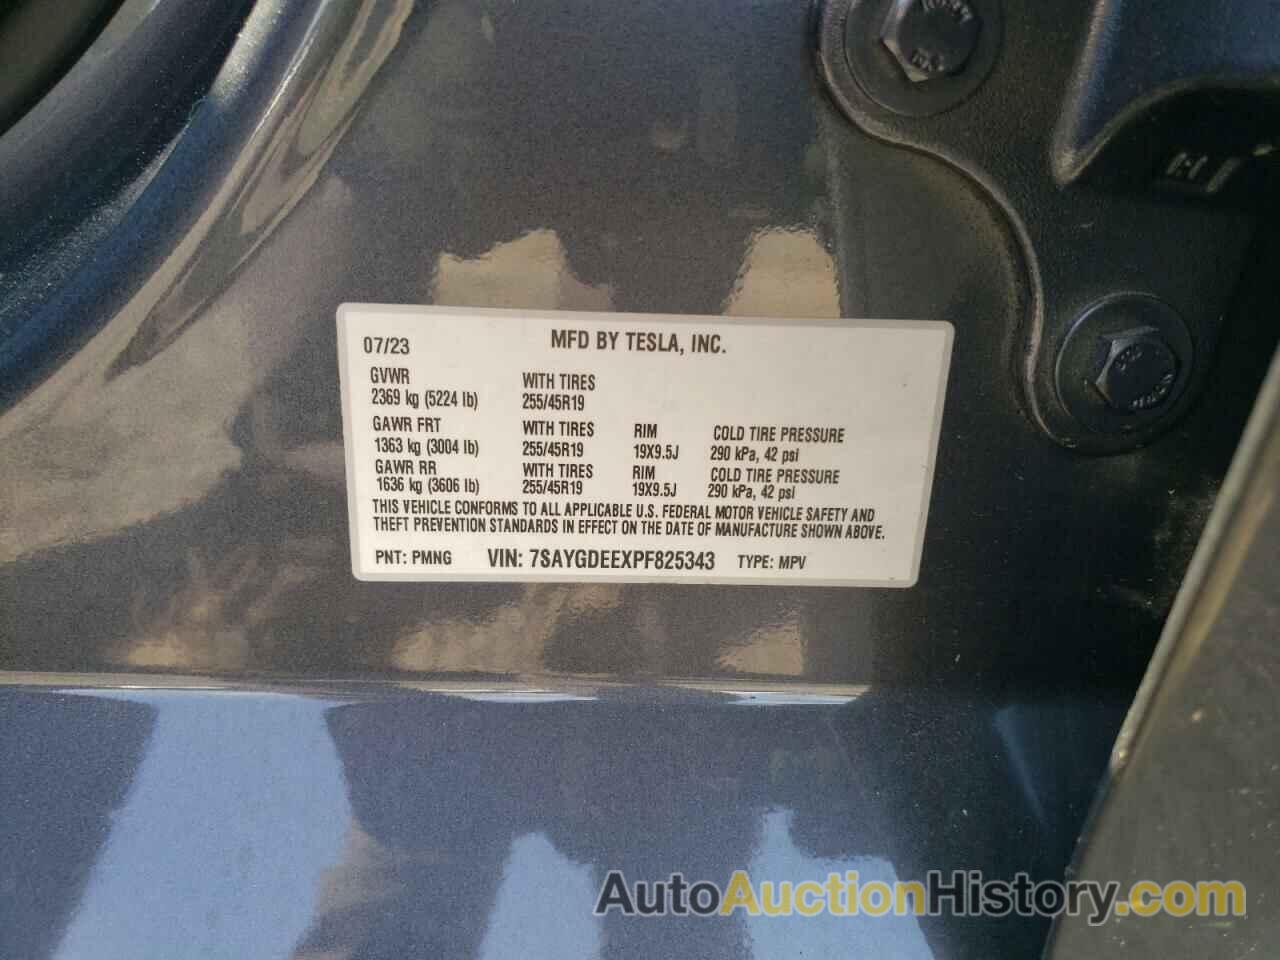 07/23 MFD BY TESLA, INC.
GVWR WITH TIRES
2369 kg (5224 lb) 255/45R19
GAWR FRT WITH TIRES RIM COLD TIRE PRESSURE
1363 kg (3004 lb) 255/45R19 19X9.5J 290 kPa, 42 psi
GAWR RR WITH TIRES RIM COLD TIRE PRESSURE
1636 kg (3606 lb) 255/45R19 19X9.5J 290 kPa, 42 psi
THIS VEHICLE CONFORMS TO ALL APPLICABLE U.S. FEDERAL MOTOR VEHICLE SAFETY AND
THEFT PREVENTION STANDARDS IN EFFECT ON THE DATE OF MANUFACTURE SHOWN ABOVE.
PNT: PMNG VIN: 7SAYGDEEXPF825343 TYPE: MPV
AutoAuctionHistory.com